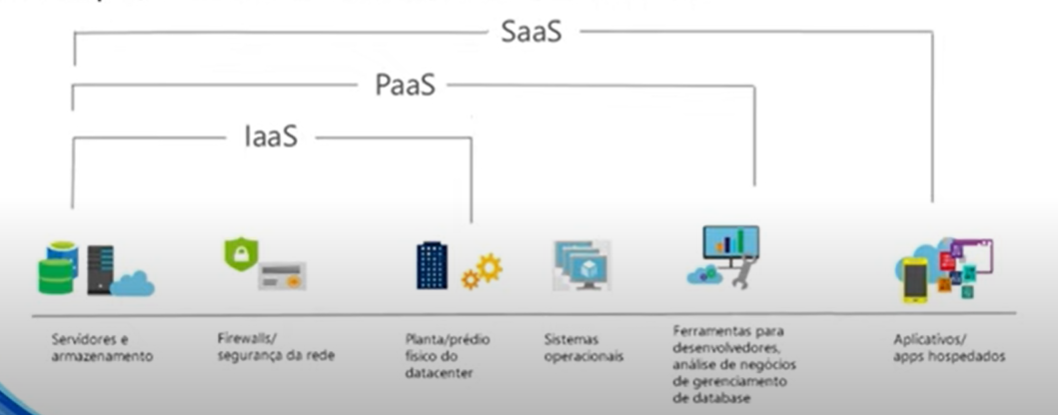 SaaS
PaaS
IaaS
Servidores e
armazenamento
Firewalls/
segurança da rede
Planta/prédio
físico do
datacenter
Sistemas
operacionais
Ferramentas para
desenvolvedores,
análise de negócios
de gerenciamento
de database
Aplicativos/
apps hospedados